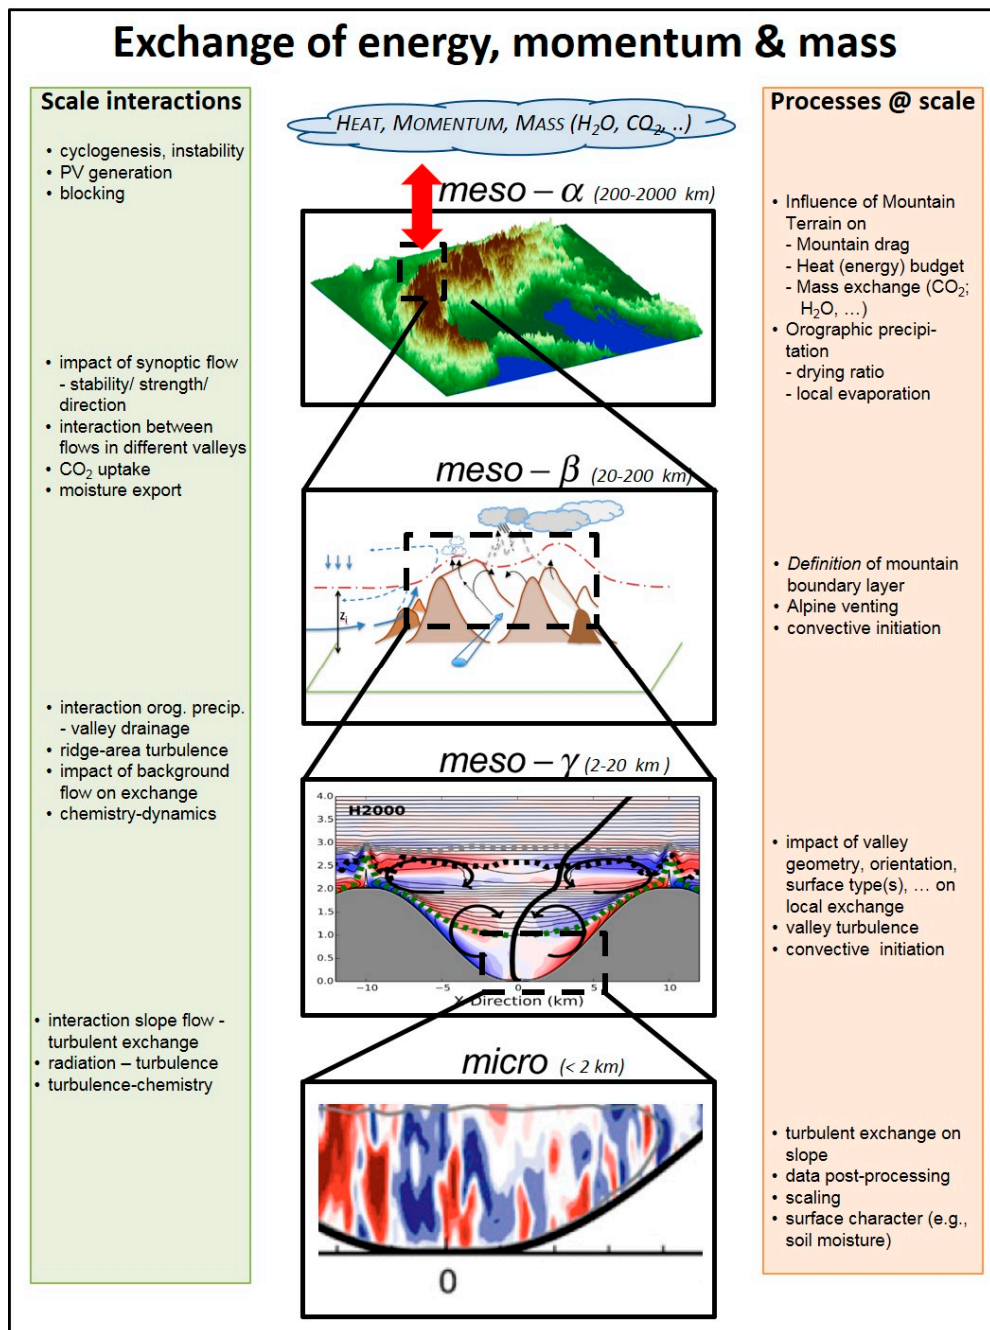 Exchange of energy, momentum & mass
Scale interactions
• cyclogenesis, instability
• PV generation
• blocking
• impact of synoptic flow
- stability/ strength/
direction
• interaction between
flows in different valleys
• CO₂ uptake
• moisture export
• interaction orog. precip.
- valley drainage
• ridge-area turbulence
• impact of background
flow on exchange
• chemistry-dynamics
• interaction slope flow -
turbulent exchange
• radiation – turbulence
• turbulence-chemistry
HEAT, MOMENTUM, MASS (H₂O, CO₂, ..)
meso – α (200-2000 km)
meso – β (20-200 km)
zᵢ
meso – γ (2-20 km)
H2000
4.0
3.5
3.0
2.5
2.0
1.5
1.0
0.5
0.0
−10 −5 0 5 10
X Direction (km)
micro (< 2 km)
0
Processes @ scale
• Influence of Mountain
Terrain on
- Mountain drag
- Heat (energy) budget
- Mass exchange (CO₂;
H₂O, ...)
• Orographic precipi-
tation
- drying ratio
- local evaporation
• Definition of mountain
boundary layer
• Alpine venting
• convective initiation
• impact of valley
geometry, orientation,
surface type(s), ... on
local exchange
• valley turbulence
• convective initiation
• turbulent exchange on
slope
• data post-processing
• scaling
• surface character (e.g.,
soil moisture)